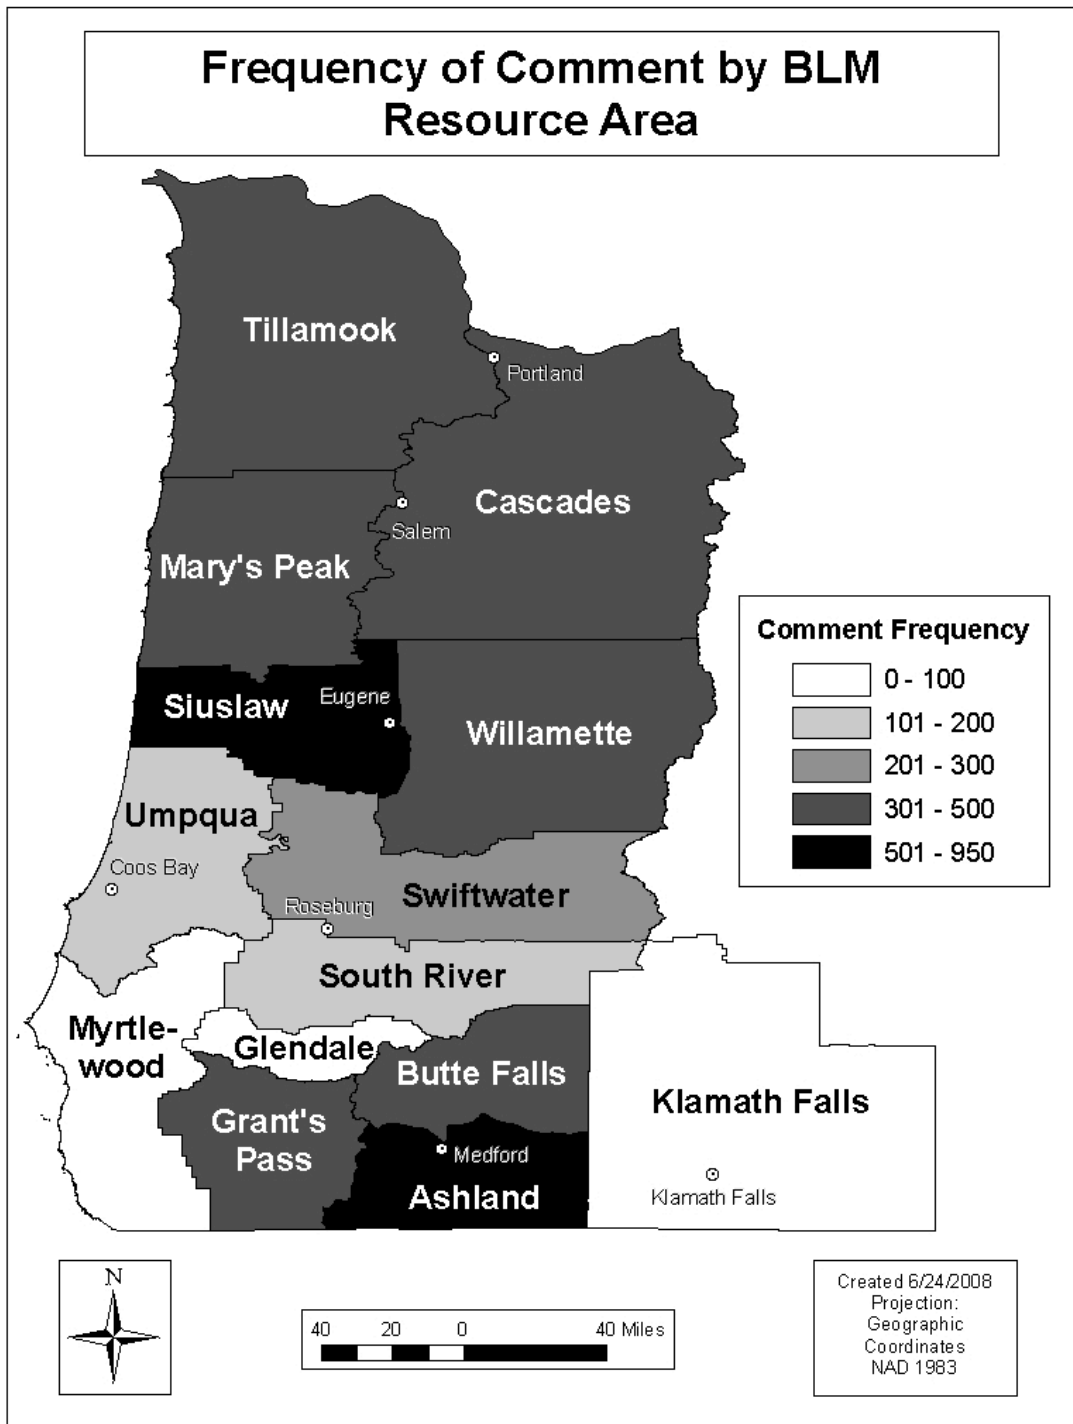 Frequency of Comment by BLM
Resource Area
Tillamook
Portland
Cascades
Salem
Mary's Peak
Comment Frequency
0 - 100
101 - 200
201 - 300
301 - 500
501 - 950
Siuslaw
Eugene
Willamette
Umpqua
Coos Bay
Swiftwater
Roseburg
South River
Myrtle-
wood
Glendale
Butte Falls
Klamath Falls
Grant's
Pass
Medford
Ashland
Klamath Falls
N
40 20 0 40 Miles
Created 6/24/2008
Projection:
Geographic
Coordinates
NAD 1983